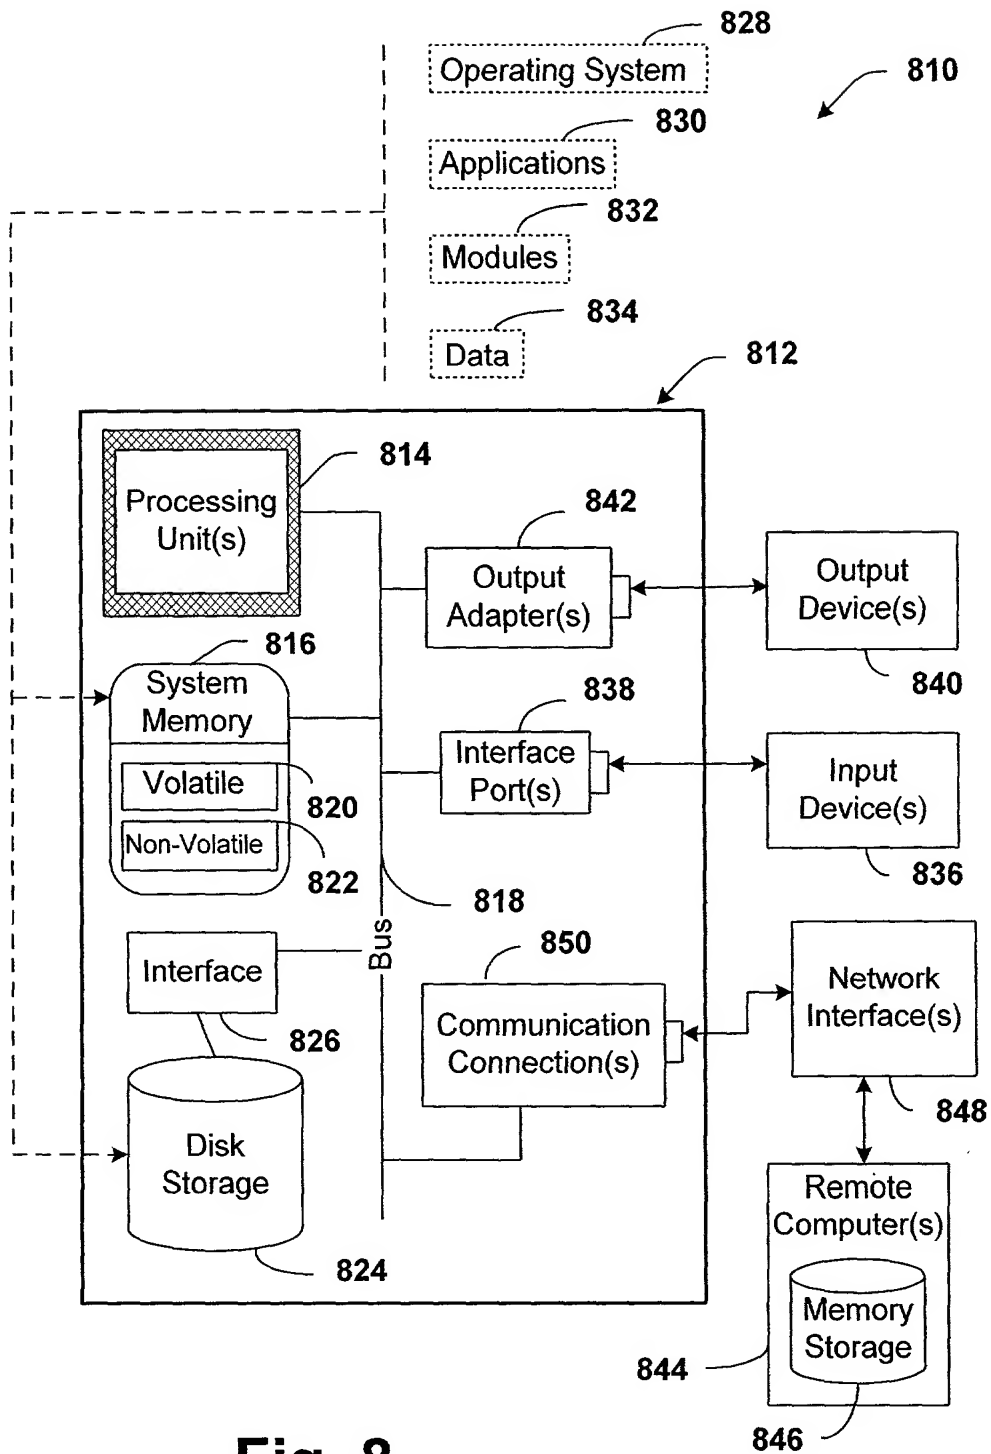 828
Operating System
810
830
Applications
832
Modules
834
Data
812
814
Processing
Unit(s)
842
Output
Adapter(s)
Output
Device(s)
840
816
System
Memory
838
Interface
Port(s)
Input
Device(s)
836
Volatile
820
Non-Volatile
822
818
Bus
850
Interface
826
Communication
Connection(s)
Network
Interface(s)
848
Disk
Storage
824
Remote
Computer(s)
Memory
Storage
844
846
Fig. 8